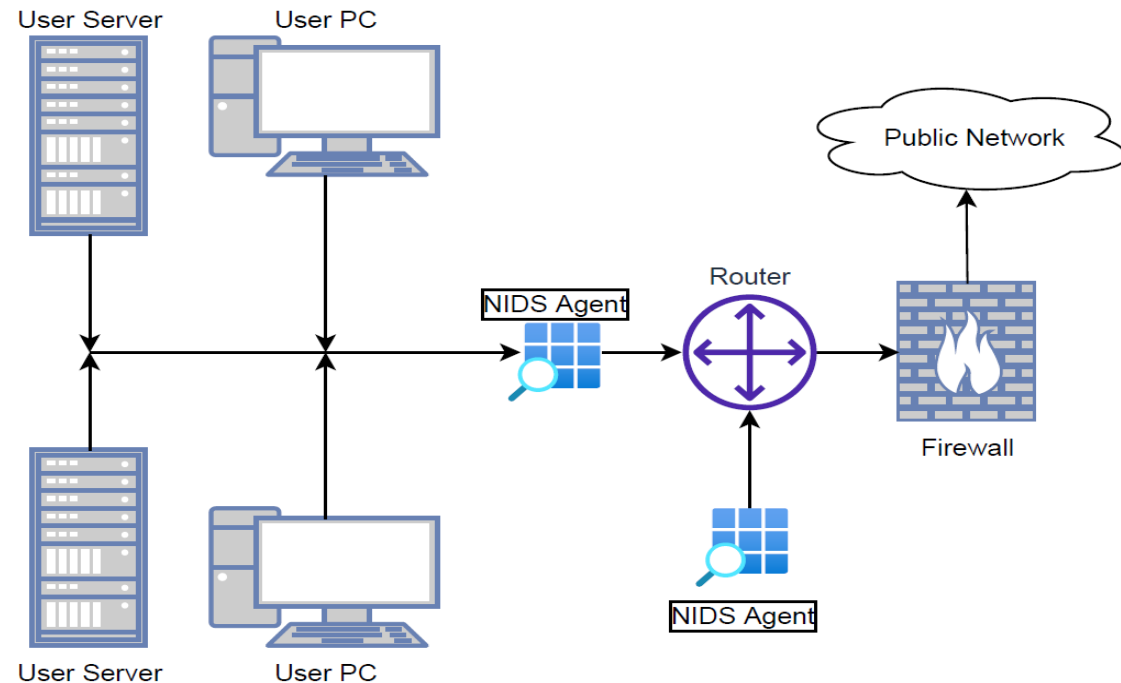 User Server
User PC
Public Network
Router
NIDS Agent
Firewall
NIDS Agent
User Server
User PC